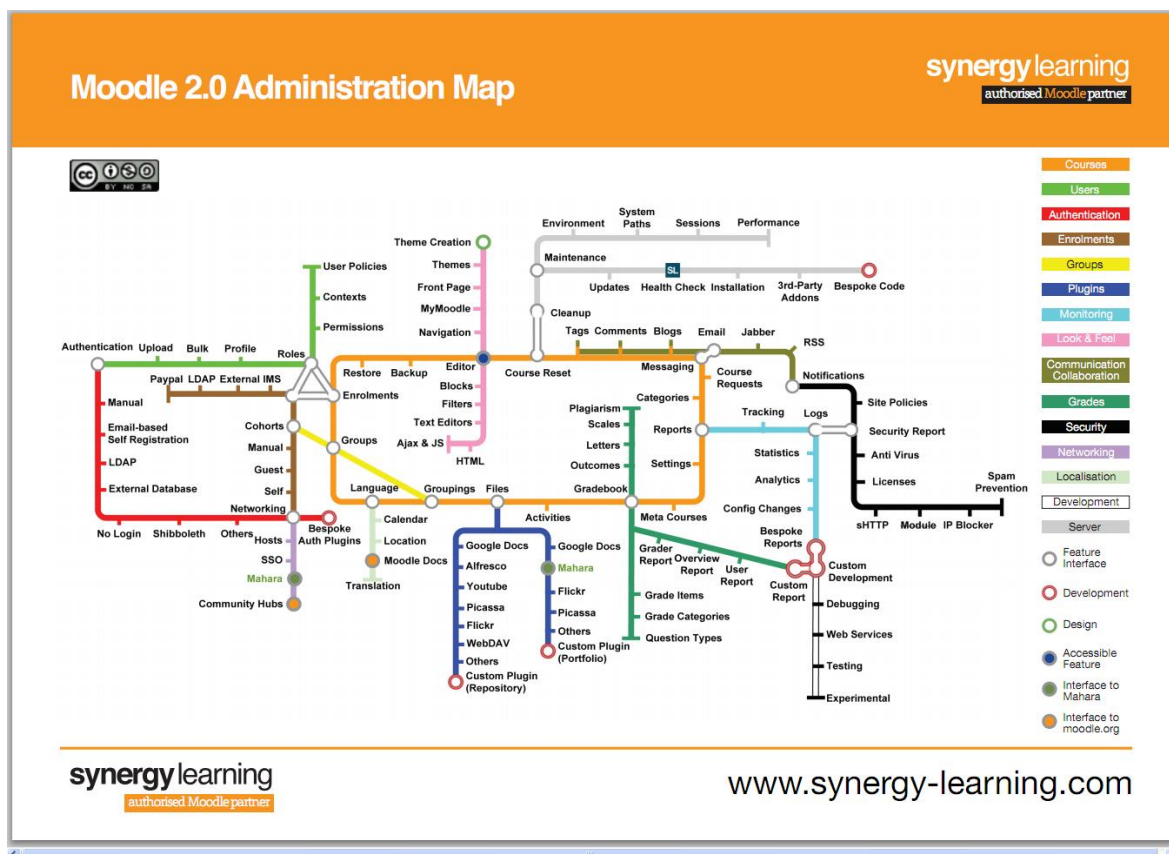 Moodle 2.0 Administration Map
synergy learning
authorised Moodle partner
cc
BY NC SA
Courses
Users
Authentication
Enrolments
Groups
Plugins
Monitoring
Look & Feel
Communication
Collaboration
Grades
Security
Networking
Localisation
Development
Server
Feature
Interface
Development
Design
Accessible
Feature
Interface to
Mahara
Interface to
moodle.org
Environment
System
Paths
Sessions
Performance
Maintenance
SL
Updates
Health Check
Installation
3rd-Party
Addons
Bespoke Code
Cleanup
Course Reset
Theme Creation
Themes
Front Page
MyMoodle
Navigation
Editor
Blocks
Filters
Text Editors
Ajax & JS
HTML
User Policies
Contexts
Permissions
Authentication
Upload
Bulk
Profile
Roles
Paypal
LDAP
External
IMS
Enrolments
Restore
Backup
Manual
Email-based
Self Registration
LDAP
External Database
No Login
Shibboleth
Others
Bespoke
Auth Plugins
Cohorts
Manual
Guest
Self
Networking
Hosts
SSO
Mahara
Community Hubs
Groups
Language
Groupings
Calendar
Location
Moodle Docs
Translation
Files
Activities
Google Docs
Alfresco
Youtube
Picassa
Flickr
WebDAV
Others
Custom Plugin
(Repository)
Google Docs
Mahara
Flickr
Picassa
Others
Custom Plugin
(Portfolio)
Tags
Comments
Blogs
Email
Jabber
RSS
Messaging
Notifications
Course
Requests
Categories
Reports
Settings
Meta Courses
Plagiarism
Scales
Letters
Outcomes
Gradebook
Grader
Report
Overview
Report
User
Report
Custom
Report
Grade Items
Grade Categories
Question Types
Tracking
Logs
Statistics
Analytics
Config Changes
Bespoke
Reports
Custom
Development
Debugging
Web Services
Testing
Experimental
Site Policies
Security Report
Anti Virus
Licenses
sHTTP
Module
IP Blocker
Spam
Prevention
synergy learning
authorised Moodle partner
www.synergy-learning.com